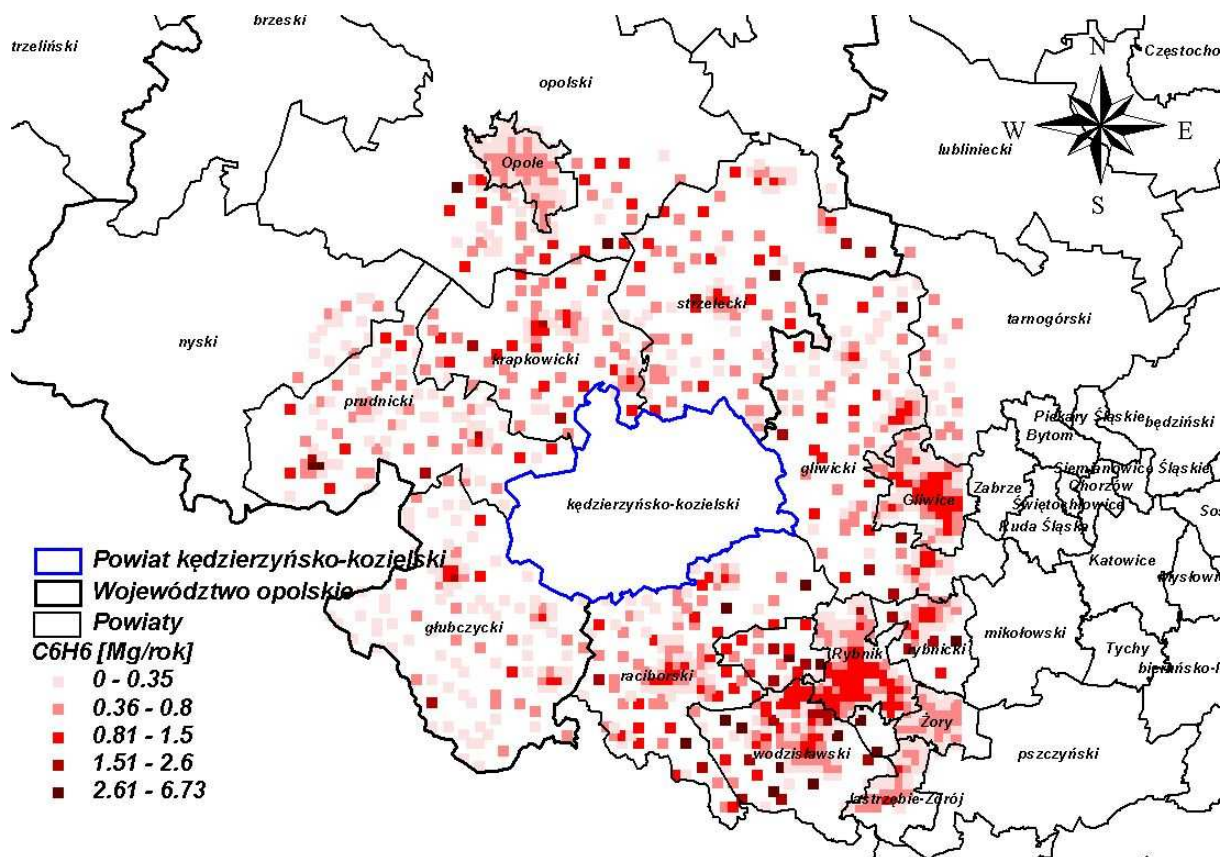 brzeski
trzeliński
N
Częstocho
opolski
W
E
lubliniecki
Opole
S
strzelecki
tarnogórski
nyski
krapkowicki
prudnicki
Piekary Śląskie
będziński
Bytom
gliwicki
Siemianowice Śląskie
Zabrze
Chorzów
Gliwice
Świętochłowice
kędzierzyńsko-kozielski
Ruda Śląska
Katowice
Powiat kędzierzyńsko-kozielski
Mysłowi
Województwo opolskie
Powiaty
głubczycki
mikołowski
C6H6 [Mg/rok]
Rybnik
rybnicki
Tychy
0 - 0.35
raciborski
0.36 - 0.8
Żory
0.81 - 1.5
wodzisławski
pszczyński
1.51 - 2.6
2.61 - 6.73
Jastrzębie-Zdrój